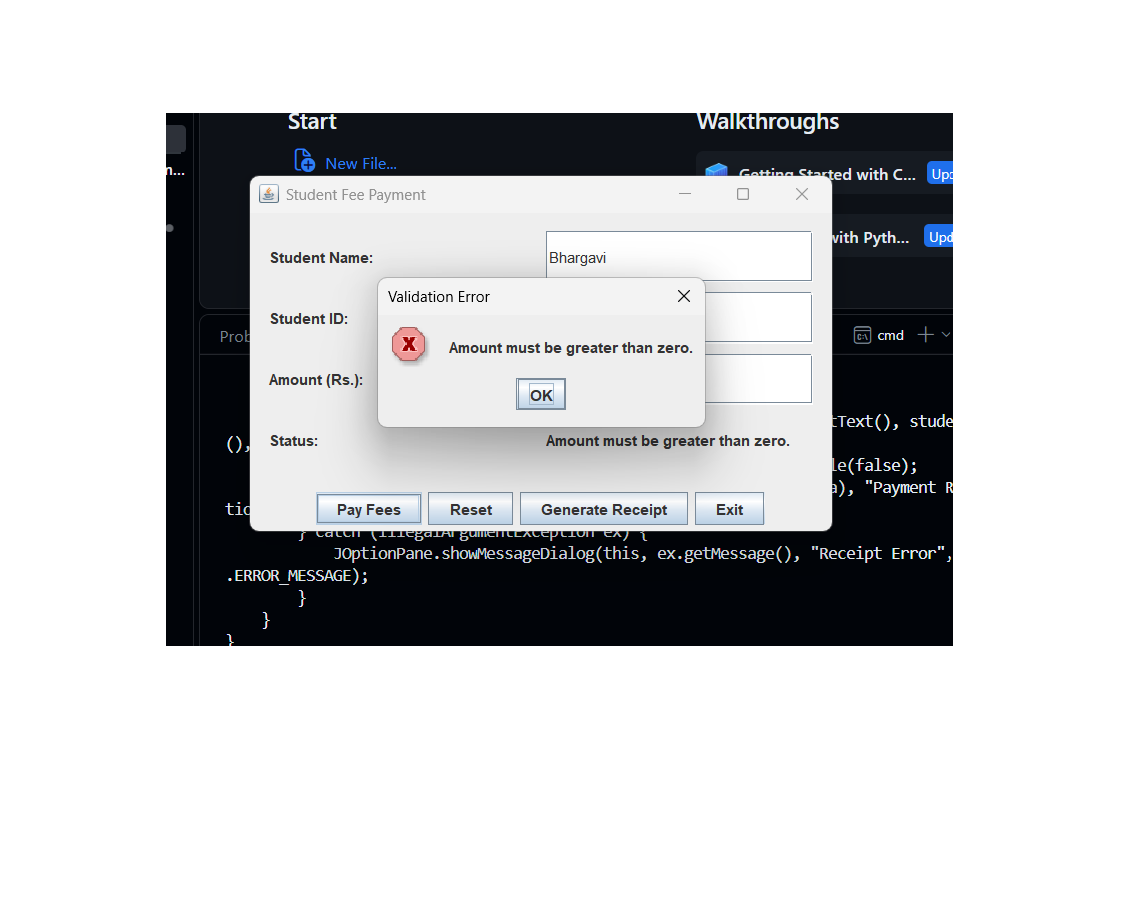 Start
Walkthroughs
New File...
Getting Started with C...
Student Fee Payment
Student Name:
Bhargavi
with Pyth...
Validation Error
Student ID:
cmd
Amount must be greater than zero.
Amount (Rs.):
OK
tText(), stude
(),
Status:
Amount must be greater than zero.
le(false);
a), "Payment R
tic
Pay Fees
Reset
Generate Receipt
Exit
} catch (IllegalArgumentException ex) {
JOptionPane.showMessageDialog(this, ex.getMessage(), "Receipt Error",
.ERROR_MESSAGE);
}
}
}